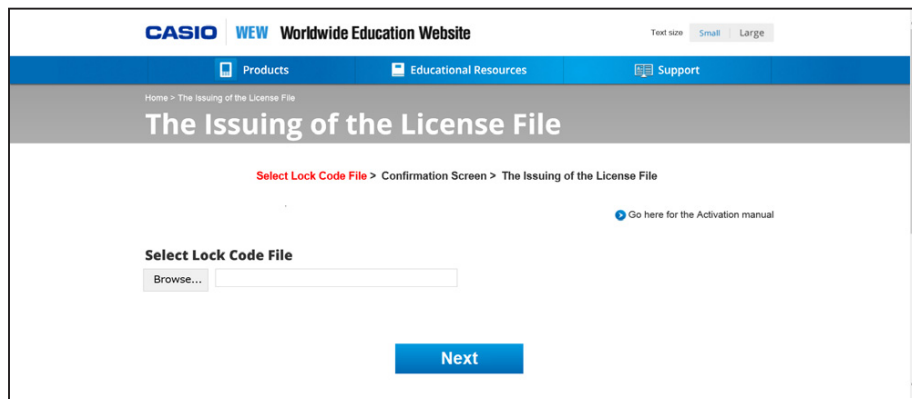 CASIO WEW Worldwide Education Website Text size Small Large
Products Educational Resources Support
Home > The Issuing of the License File
The Issuing of the License File
Select Lock Code File > Confirmation Screen > The Issuing of the License File
Go here for the Activation manual
Select Lock Code File
Browse...
Next